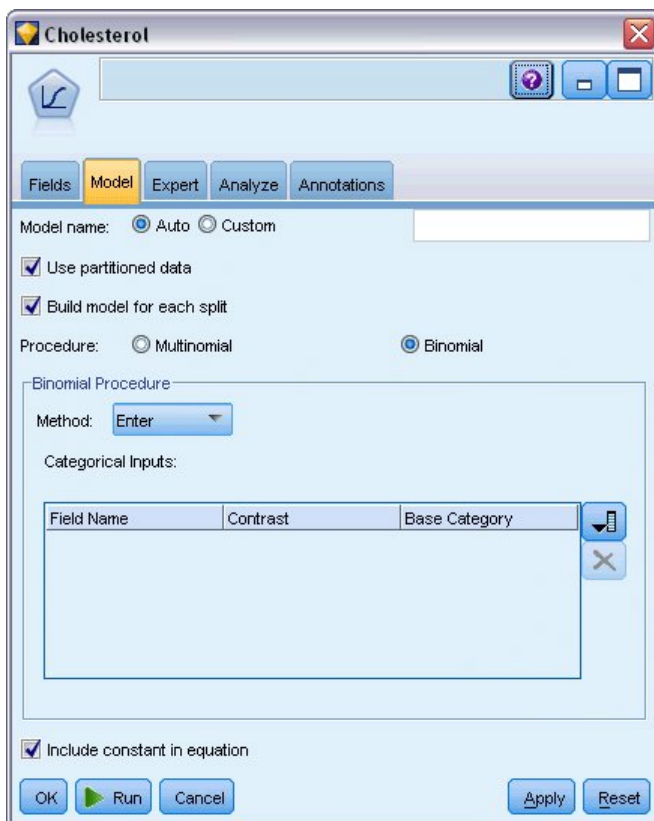 Cholesterol
Fields Model Expert Analyze Annotations
Model name: Auto Custom
Use partitioned data
Build model for each split
Procedure: Multinomial Binomial
Binomial Procedure
Method: Enter
Categorical Inputs:
Field Name Contrast Base Category
Include constant in equation
OK Run Cancel Apply Reset